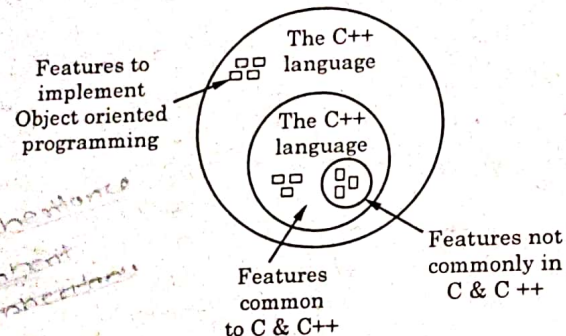 The C++
language
Features to
implement
Object oriented
programming
The C++
language
Features not
commonly in
C & C ++
Features
common
to C & C++